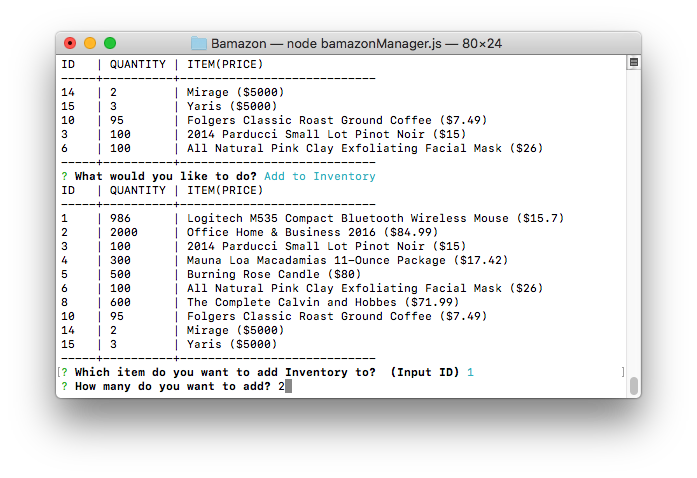 Bamazon — node bamazonManager.js — 80×24
ID   | QUANTITY | ITEM(PRICE)
-----+----------+----------------------------
14   | 2        | Mirage ($5000)
15   | 3        | Yaris ($5000)
10   | 95       | Folgers Classic Roast Ground Coffee ($7.49)
3    | 100      | 2014 Parducci Small Lot Pinot Noir ($15)
6    | 100      | All Natural Pink Clay Exfoliating Facial Mask ($26)
-----+----------+----------------------------
? What would you like to do? Add to Inventory
ID   | QUANTITY | ITEM(PRICE)
-----+----------+----------------------------
1    | 986      | Logitech M535 Compact Bluetooth Wireless Mouse ($15.7)
2    | 2000     | Office Home & Business 2016 ($84.99)
3    | 100      | 2014 Parducci Small Lot Pinot Noir ($15)
4    | 300      | Mauna Loa Macadamias 11-Ounce Package ($17.42)
5    | 500      | Burning Rose Candle ($80)
6    | 100      | All Natural Pink Clay Exfoliating Facial Mask ($26)
8    | 600      | The Complete Calvin and Hobbes ($71.99)
10   | 95       | Folgers Classic Roast Ground Coffee ($7.49)
14   | 2        | Mirage ($5000)
15   | 3        | Yaris ($5000)
-----+----------+----------------------------
[? Which item do you want to add Inventory to?  (Input ID) 1 ]
? How many do you want to add? 2